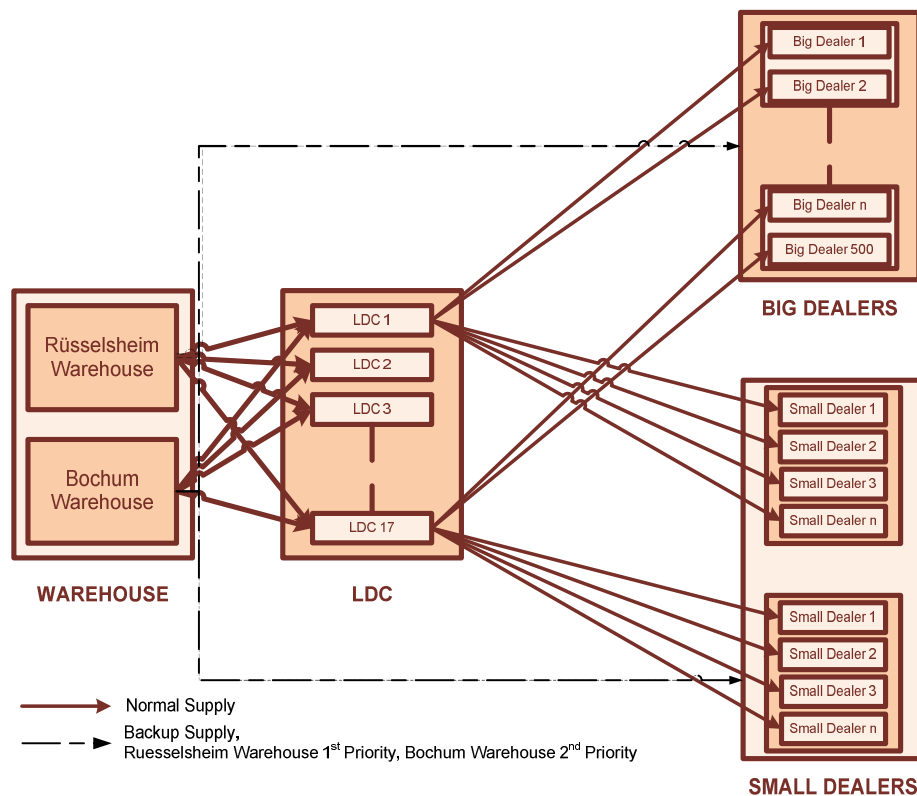 Big Dealer 1
Big Dealer 2
Big Dealer n
Big Dealer 500
BIG DEALERS
Rüsselsheim
Warehouse
Bochum
Warehouse
WAREHOUSE
LDC 1
LDC 2
LDC 3
LDC 17
LDC
Small Dealer 1
Small Dealer 2
Small Dealer 3
Small Dealer n
Small Dealer 1
Small Dealer 2
Small Dealer 3
Small Dealer n
SMALL DEALERS
Normal Supply
Backup Supply,
Ruesselsheim Warehouse 1st Priority, Bochum Warehouse 2nd Priority